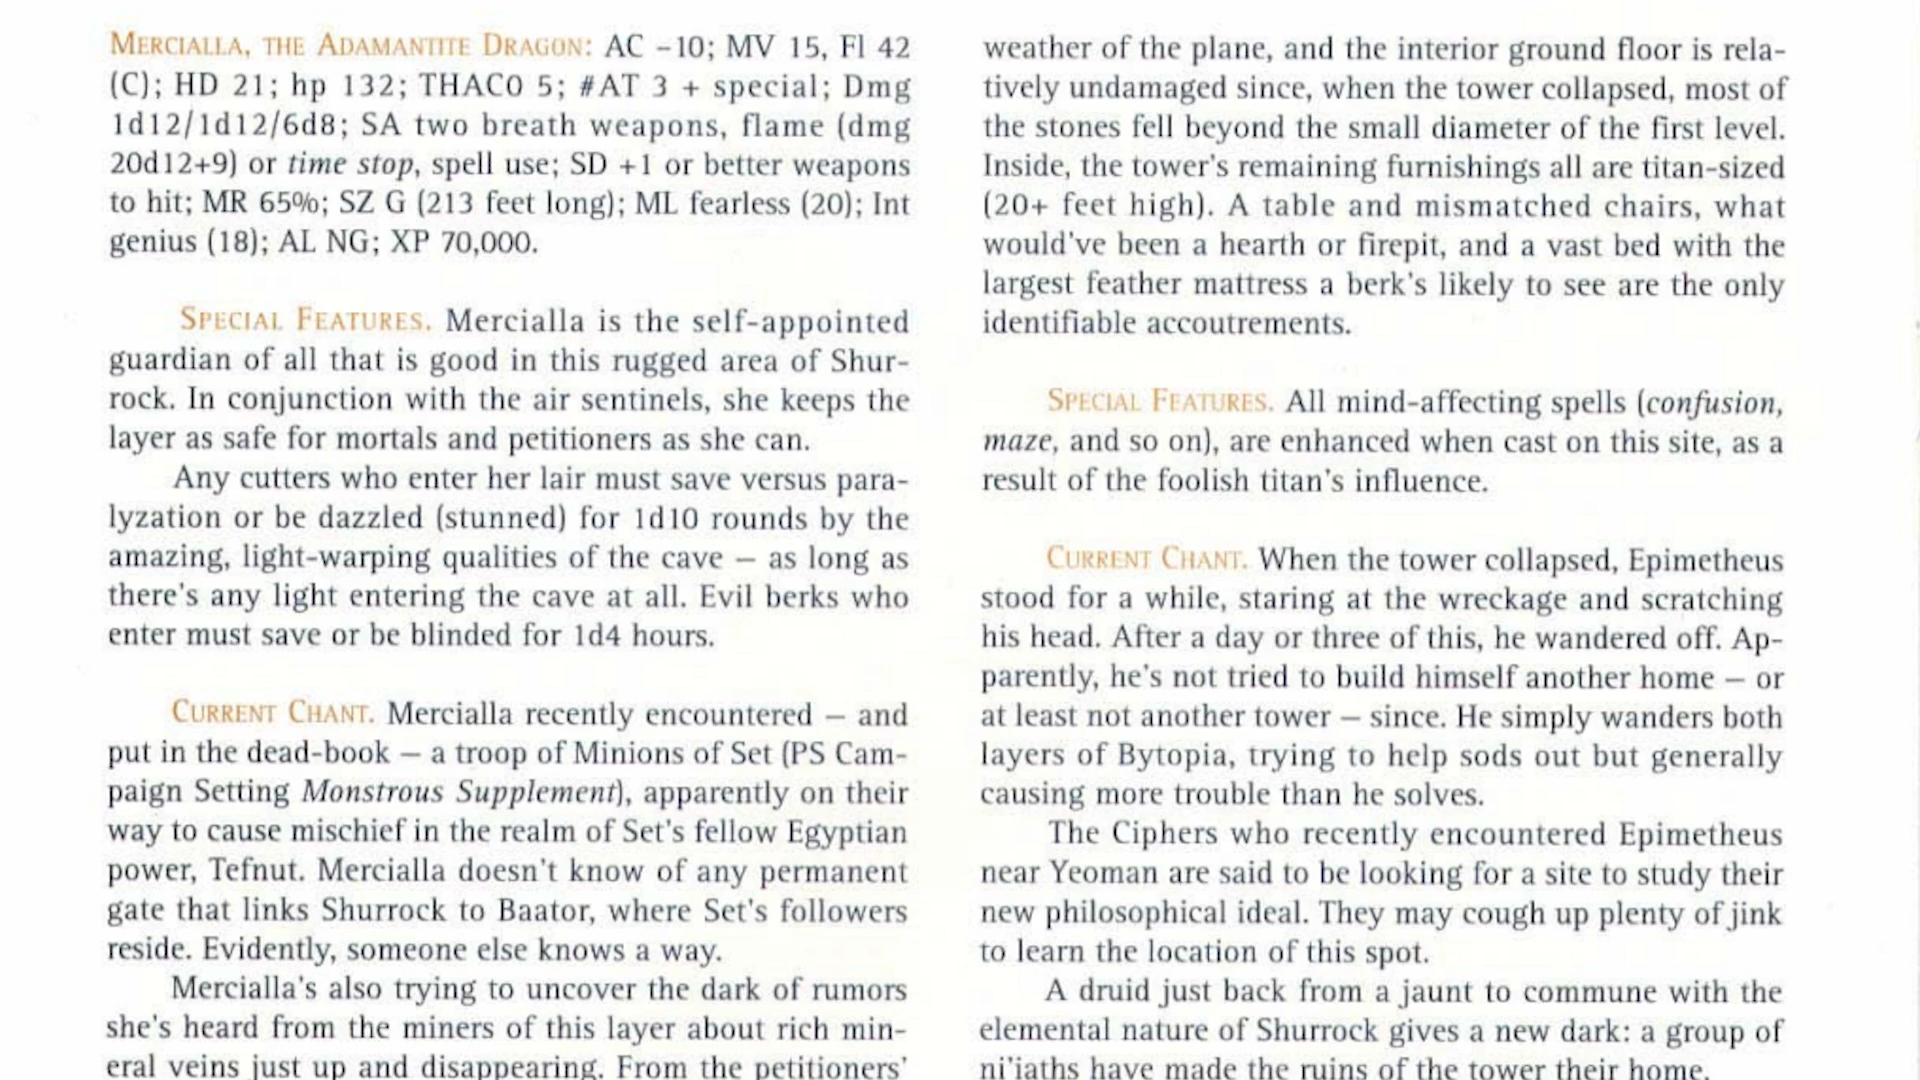 MERCIALLA, THE ADAMANTITE DRAGON: AC –10; MV 15, Fl 42
(C); HD 21; hp 132; THACO 5; #AT 3 + special; Dmg
1d12/1d12/6d8; SA two breath weapons, flame (dmg
20d12+9) or time stop, spell use; SD +1 or better weapons
to hit; MR 65%; SZ G (213 feet long); ML fearless (20); Int
genius (18); AL NG; XP 70,000.
SPECIAL FEATURES. Mercialla is the self-appointed
guardian of all that is good in this rugged area of Shur-
rock. In conjunction with the air sentinels, she keeps the
layer as safe for mortals and petitioners as she can.
Any cutters who enter her lair must save versus para-
lyzation or be dazzled (stunned) for 1d10 rounds by the
amazing, light-warping qualities of the cave — as long as
there's any light entering the cave at all. Evil berks who
enter must save or be blinded for 1d4 hours.
CURRENT CHANT. Mercialla recently encountered — and
put in the dead-book — a troop of Minions of Set (PS Cam-
paign Setting Monstrous Supplement), apparently on their
way to cause mischief in the realm of Set's fellow Egyptian
power, Tefnut. Mercialla doesn't know of any permanent
gate that links Shurrock to Baator, where Set's followers
reside. Evidently, someone else knows a way.
Mercialla's also trying to uncover the dark of rumors
she's heard from the miners of this layer about rich min-
eral veins just up and disappearing. From the petitioners'
weather of the plane, and the interior ground floor is rela-
tively undamaged since, when the tower collapsed, most of
the stones fell beyond the small diameter of the first level.
Inside, the tower's remaining furnishings all are titan-sized
(20+ feet high). A table and mismatched chairs, what
would've been a hearth or firepit, and a vast bed with the
largest feather mattress a berk's likely to see are the only
identifiable accoutrements.
SPECIAL FEATURES. All mind-affecting spells (confusion,
maze, and so on), are enhanced when cast on this site, as a
result of the foolish titan's influence.
CURRENT CHANT. When the tower collapsed, Epimetheus
stood for a while, staring at the wreckage and scratching
his head. After a day or three of this, he wandered off. Ap-
parently, he's not tried to build himself another home — or
at least not another tower — since. He simply wanders both
layers of Bytopia, trying to help sods out but generally
causing more trouble than he solves.
The Ciphers who recently encountered Epimetheus
near Yeoman are said to be looking for a site to study their
new philosophical ideal. They may cough up plenty of jink
to learn the location of this spot.
A druid just back from a jaunt to commune with the
elemental nature of Shurrock gives a new dark: a group of
ni'iaths have made the ruins of the tower their home.